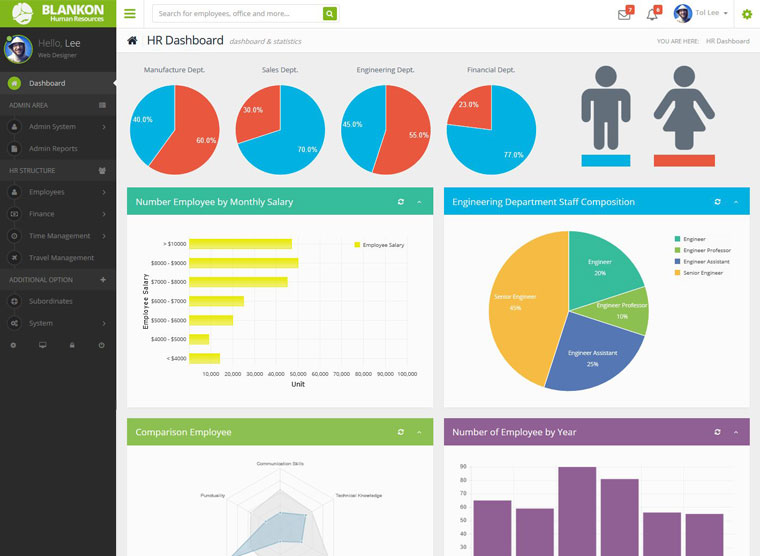 BLANKON
Human Resources
Search for employees, office and more...
7
6
Tol Lee
Hello, Lee
Web Designer
HR Dashboard dashboard & statistics
YOU ARE HERE: HR Dashboard
Dashboard
ADMIN AREA
Admin System
Admin Reports
HR STRUCTURE
Employees
Finance
Time Management
Travel Management
ADDITIONAL OPTION
Subordinates
System
Manufacture Dept.
Sales Dept.
Engineering Dept.
Financial Dept.
40.0%
60.0%
30.0%
70.0%
45.0%
55.0%
23.0%
77.0%
Number Employee by Monthly Salary
Employee Salary
> $10000
$8000 - $9000
$7000 - $8000
$6000 - $7000
$5000 - $6000
$4000 - $5000
< $4000
Employee Salary
10,000 20,000 30,000 40,000 50,000 60,000 70,000 80,000 90,000 100,000
Unit
Engineering Department Staff Composition
Engineer
Engineer Professor
Engineer Assistant
Senior Engineer
Engineer
20%
Engineer Professor
10%
Engineer Assistant
25%
Senior Engineer
45%
Comparison Employee
Communication Skills
Punctuality
Technical Knowledge
Number of Employee by Year
90
80
70
60
50
40
30